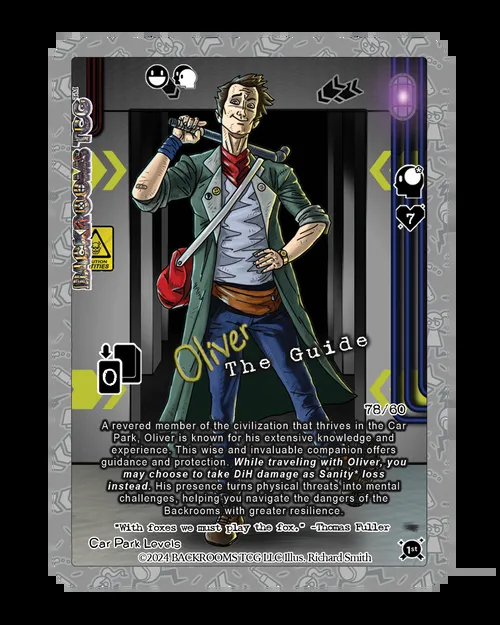 BACKROOMS TCG™
CAUTION
ENTITIES
7
0
Oliver
The Guide
78/60
A revered member of the civilization that thrives in the Car
Park, Oliver is known for his extensive knowledge and
experience. This wise and invaluable companion offers
guidance and protection. While traveling with Oliver, you
may choose to take DiH damage as Sanity* loss
instead. His presence turns physical threats into mental
challenges, helping you navigate the dangers of the
Backrooms with greater resilience.
"With foxes we must play the fox." -Thomas Fuller
Car Park Levels
1st
©2024 BACKROOMS TCG LLC Illus. Richard Smith